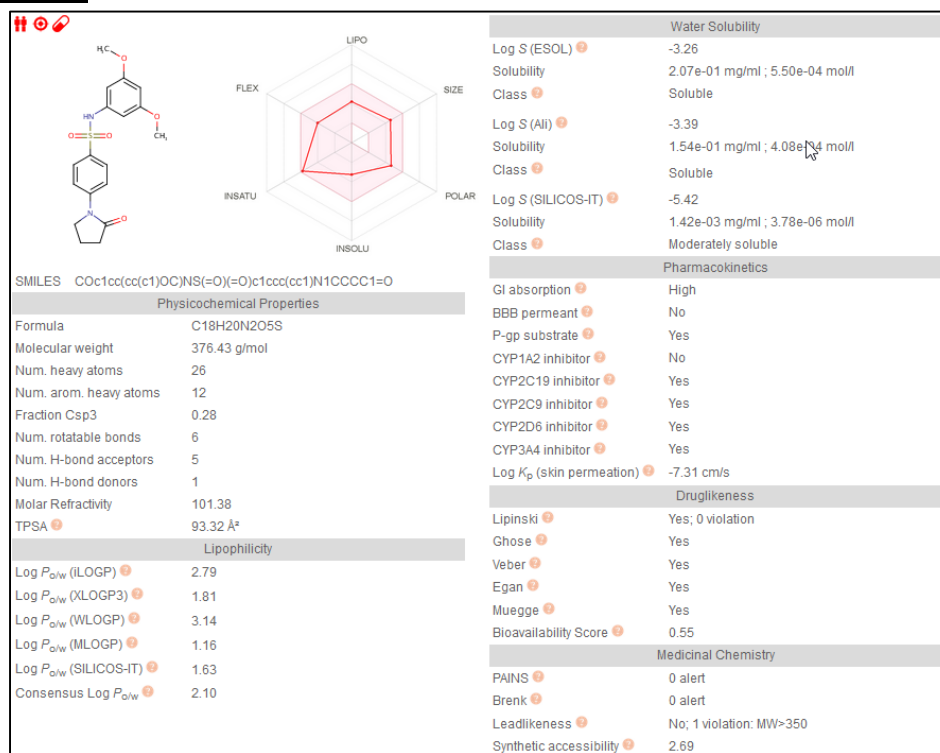 H₃C
O
O
CH₃
HN
O
S
O
N
O
LIPO
FLEX
SIZE
INSATU
POLAR
INSOLU
SMILES COc1cc(cc(c1)OC)NS(=O)(=O)c1ccc(cc1)N1CCCC1=O
Physicochemical Properties
Formula C18H20N2O5S
Molecular weight 376.43 g/mol
Num. heavy atoms 26
Num. arom. heavy atoms 12
Fraction Csp3 0.28
Num. rotatable bonds 6
Num. H-bond acceptors 5
Num. H-bond donors 1
Molar Refractivity 101.38
TPSA ? 93.32 Å²
Lipophilicity
Log Po/w (iLOGP) ? 2.79
Log Po/w (XLOGP3) ? 1.81
Log Po/w (WLOGP) ? 3.14
Log Po/w (MLOGP) ? 1.16
Log Po/w (SILICOS-IT) ? 1.63
Consensus Log Po/w ? 2.10
Water Solubility
Log S (ESOL) ? -3.26
Solubility 2.07e-01 mg/ml ; 5.50e-04 mol/l
Class ? Soluble
Log S (Ali) ? -3.39
Solubility 1.54e-01 mg/ml ; 4.08e-04 mol/l
Class ? Soluble
Log S (SILICOS-IT) ? -5.42
Solubility 1.42e-03 mg/ml ; 3.78e-06 mol/l
Class ? Moderately soluble
Pharmacokinetics
GI absorption ? High
BBB permeant ? No
P-gp substrate ? Yes
CYP1A2 inhibitor ? No
CYP2C19 inhibitor ? Yes
CYP2C9 inhibitor ? Yes
CYP2D6 inhibitor ? Yes
CYP3A4 inhibitor ? Yes
Log Kp (skin permeation) ? -7.31 cm/s
Druglikeness
Lipinski ? Yes; 0 violation
Ghose ? Yes
Veber ? Yes
Egan ? Yes
Muegge ? Yes
Bioavailability Score ? 0.55
Medicinal Chemistry
PAINS ? 0 alert
Brenk ? 0 alert
Leadlikeness ? No; 1 violation: MW>350
Synthetic accessibility ? 2.69